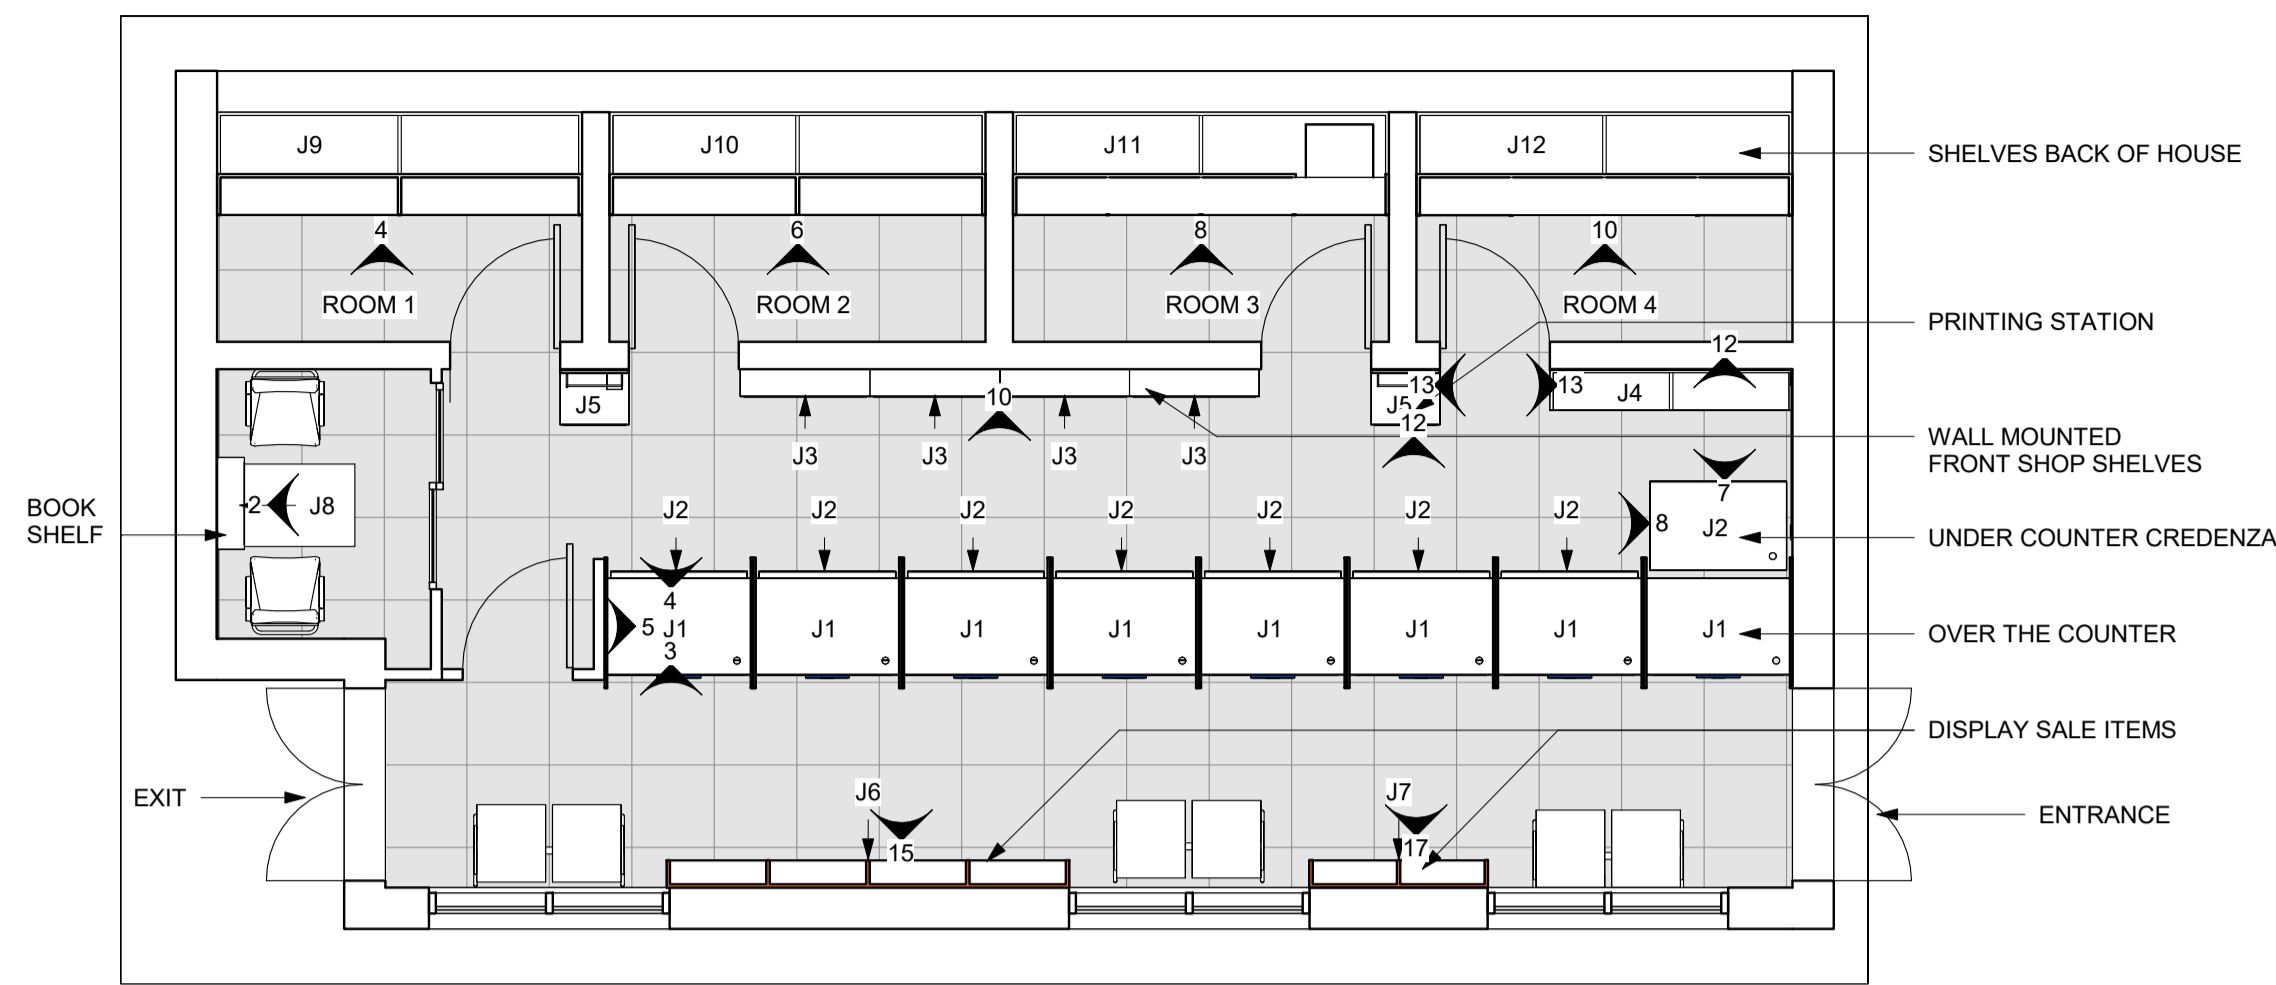 J9
J10
J11
J12
SHELVES BACK OF HOUSE
4
6
8
10
ROOM 1
ROOM 2
ROOM 3
ROOM 4
PRINTING STATION
12
J5
10
J5
13
13
J4
12
WALL MOUNTED
FRONT SHOP SHELVES
J3
J3
J3
J3
BOOK
SHELF
2
J8
J2
J2
J2
J2
J2
J2
J2
7
8
J2
UNDER COUNTER CREDENZA
4
5
J1
3
J1
J1
J1
J1
J1
J1
J1
OVER THE COUNTER
DISPLAY SALE ITEMS
EXIT
J6
15
J7
17
ENTRANCE